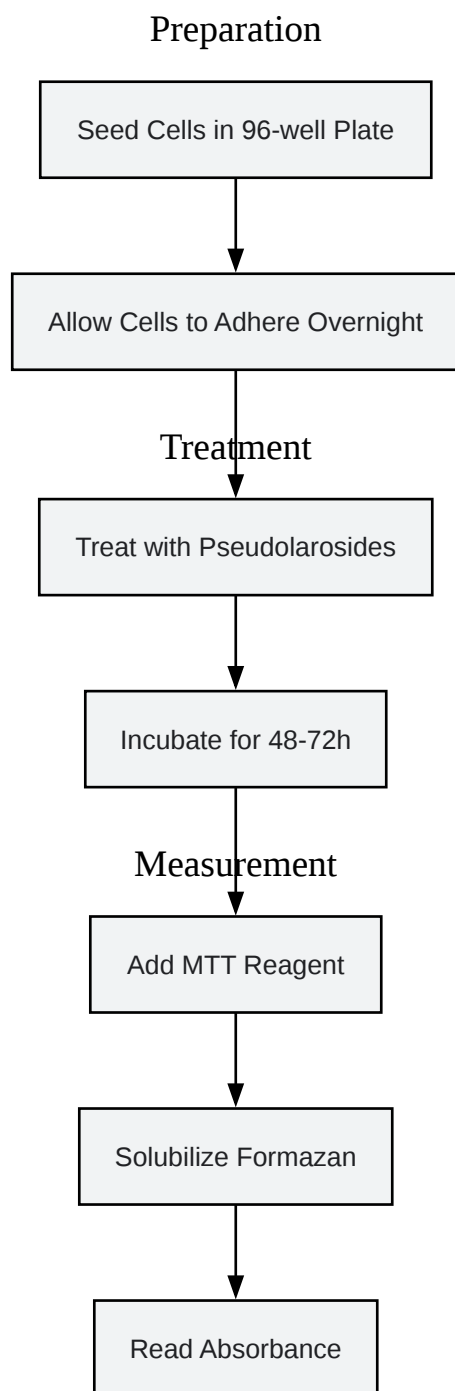 Preparation
Seed Cells in 96-well Plate
Allow Cells to Adhere Overnight
Treatment
Treat with Pseudolarosides
Incubate for 48-72h
Measurement
Add MTT Reagent
Solubilize Formazan
Read Absorbance